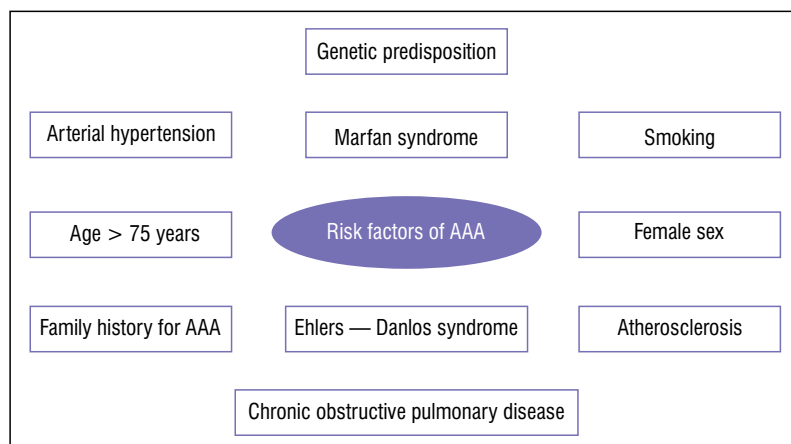 Genetic predisposition
Arterial hypertension
Marfan syndrome
Smoking
Age > 75 years
Risk factors of AAA
Female sex
Family history for AAA
Ehlers — Danlos syndrome
Atherosclerosis
Chronic obstructive pulmonary disease